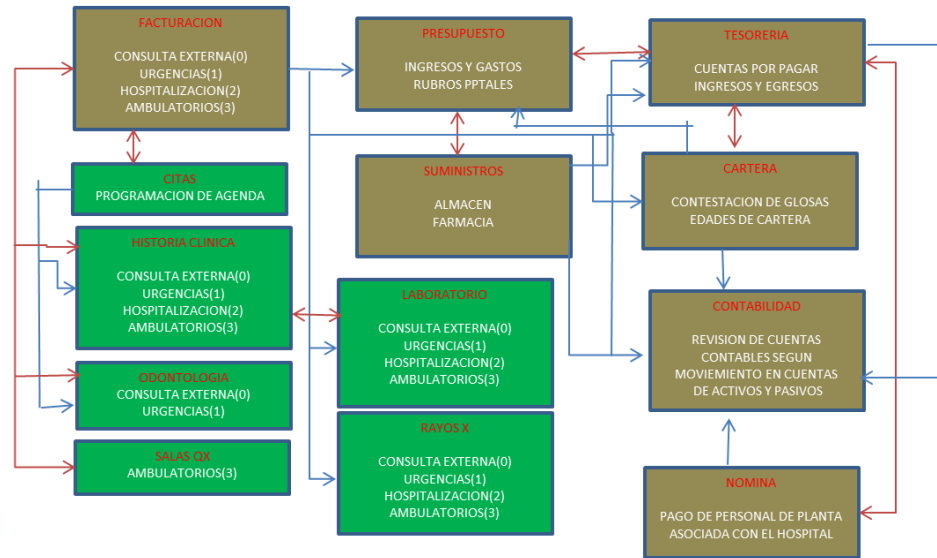 FACTURACION
CONSULTA EXTERNA(0)
URGENCIAS(1)
HOSPITALIZACION(2)
AMBULATORIOS(3)
PRESUPUESTO
INGRESOS Y GASTOS
RUBROS PPTALES
TESORERIA
CUENTAS POR PAGAR
INGRESOS Y EGRESOS
CITAS
PROGRAMACION DE AGENDA
SUMINISTROS
ALMACEN
FARMACIA
CARTERA
CONTESTACION DE GLOSAS
EDADES DE CARTERA
HISTORIA CLINICA
CONSULTA EXTERNA(0)
URGENCIAS(1)
HOSPITALIZACION(2)
AMBULATORIOS(3)
LABORATORIO
CONSULTA EXTERNA(0)
URGENCIAS(1)
HOSPITALIZACION(2)
AMBULATORIOS(3)
CONTABILIDAD
REVISION DE CUENTAS
CONTABLES SEGUN
MOVIEMIENTO EN CUENTAS
DE ACTIVOS Y PASIVOS
ODONTOLOGIA
CONSULTA EXTERNA(0)
URGENCIAS(1)
RAYOS X
CONSULTA EXTERNA(0)
URGENCIAS(1)
HOSPITALIZACION(2)
AMBULATORIOS(3)
SALAS QX
AMBULATORIOS(3)
NOMINA
PAGO DE PERSONAL DE PLANTA
ASOCIADA CON EL HOSPITAL